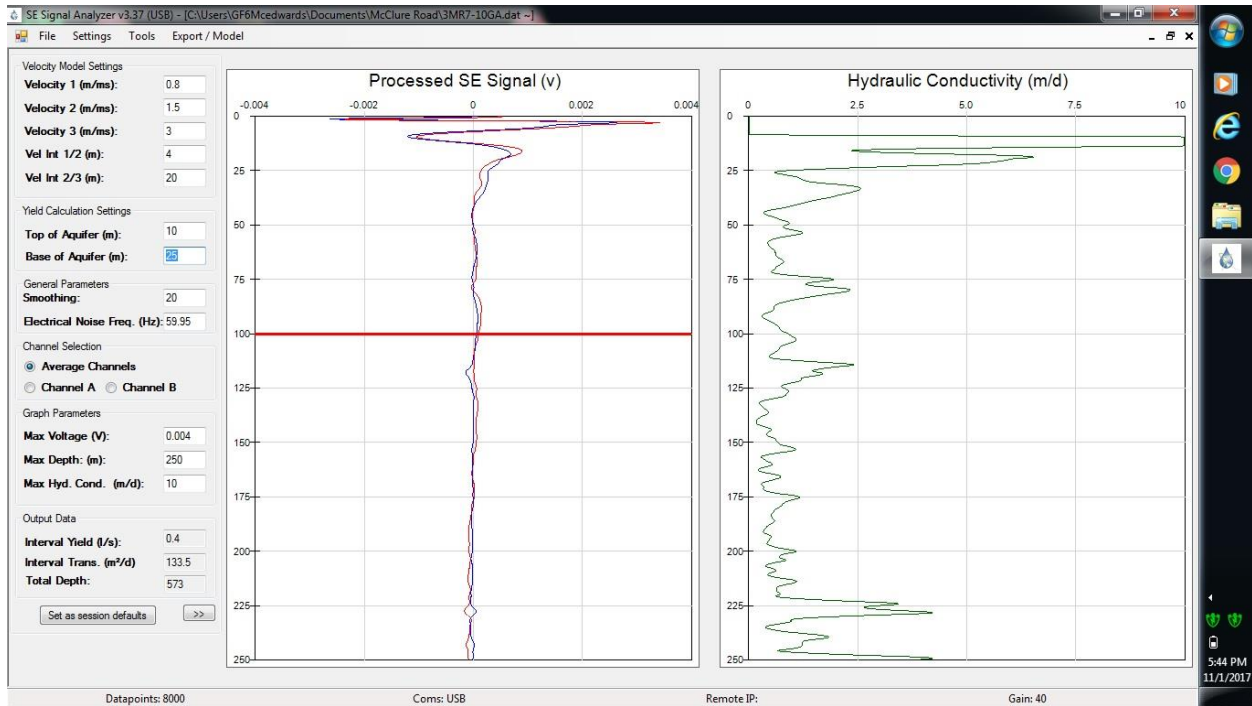 SE Signal Analyzer v3.37 (USB) - [C:\Users\GF6Mcedwards\Documents\McClure Road\3MR7-10GA.dat ~]
File Settings Tools Export / Model
Velocity Model Settings
Velocity 1 (m/ms): 0.8
Velocity 2 (m/ms): 1.5
Velocity 3 (m/ms): 3
Vel Int 1/2 (m): 4
Vel Int 2/3 (m): 20
Yield Calculation Settings
Top of Aquifer (m): 10
Base of Aquifer (m): 25
General Parameters
Smoothing: 20
Electrical Noise Freq. (Hz): 59.95
Channel Selection
Average Channels
Channel A Channel B
Graph Parameters
Max Voltage (V): 0.004
Max Depth: (m): 250
Max Hyd. Cond. (m/d): 10
Output Data
Interval Yield (l/s): 0.4
Interval Trans. (m²/d) 133.5
Total Depth: 573
Set as session defaults >>
Processed SE Signal (v)
-0.004 -0.002 0 0.002 0.004
0
25
50
75
100
125
150
175
200
225
250
Hydraulic Conductivity (m/d)
0 2.5 5.0 7.5 10
0
25
50
75
100
125
150
175
200
225
250
Datapoints: 8000 Coms: USB Remote IP: Gain: 40
5:44 PM
11/1/2017